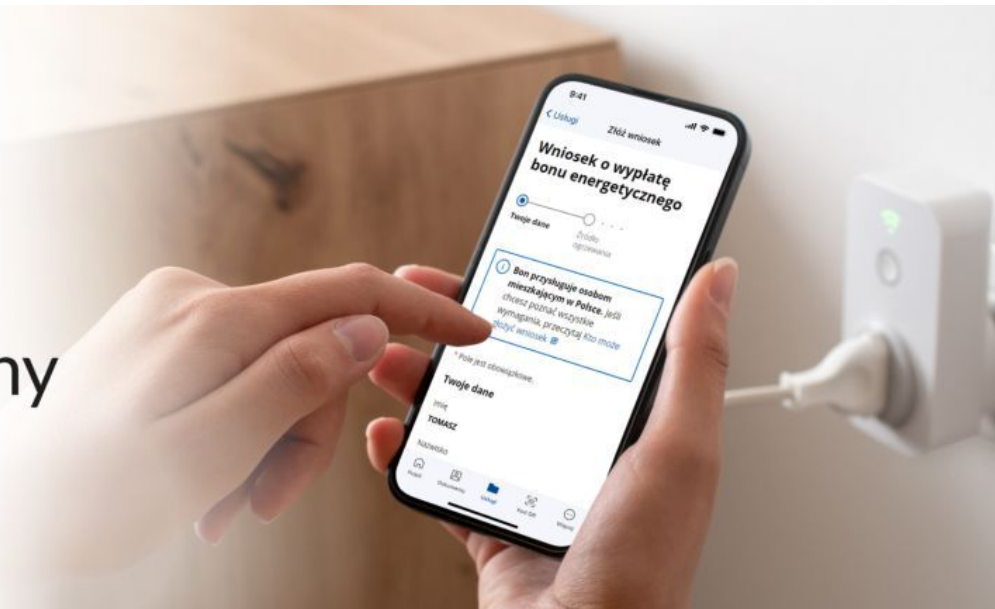 ny
9:41
Usługi
Złóż wniosek
Wniosek o wypłatę
bonu energetycznego
Twoje dane
Źródło
ogrzewania
Bon przysługuje osobom
mieszkającym w Polsce. Jeśli
chcesz poznać wszystkie
wymagania, przeczytaj Kto może
złożyć wniosek
* Pole jest obowiązkowe.
Twoje dane
Imię
TOMASZ
Nazwisko
Pulpit
Dokumenty
Usługi
Kod QR
Więcej